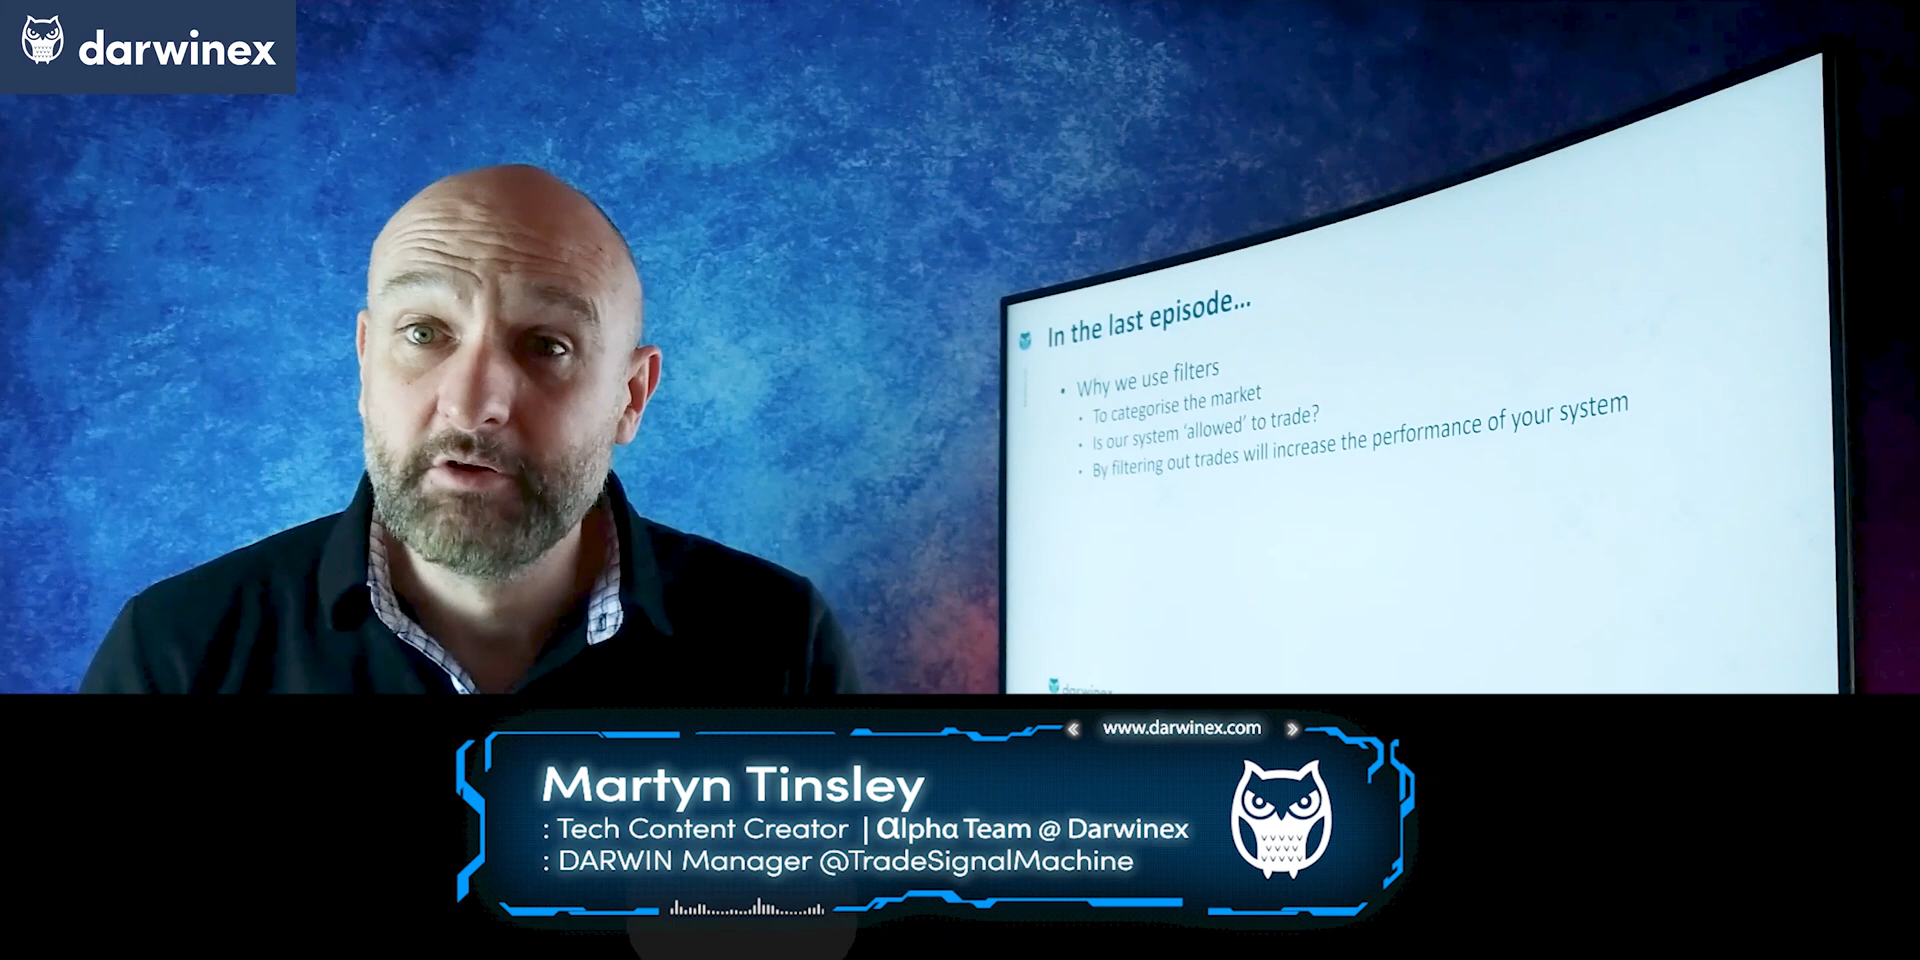 darwinex
In the last episode...
• Why we use filters
• To categorise the market
• Is our system 'allowed' to trade?
• By filtering out trades will increase the performance of your system
darwinex
« www.darwinex.com »
Martyn Tinsley
: Tech Content Creator | αlphα Team @ Darwinex
: DARWIN Manager @TradeSignalMachine